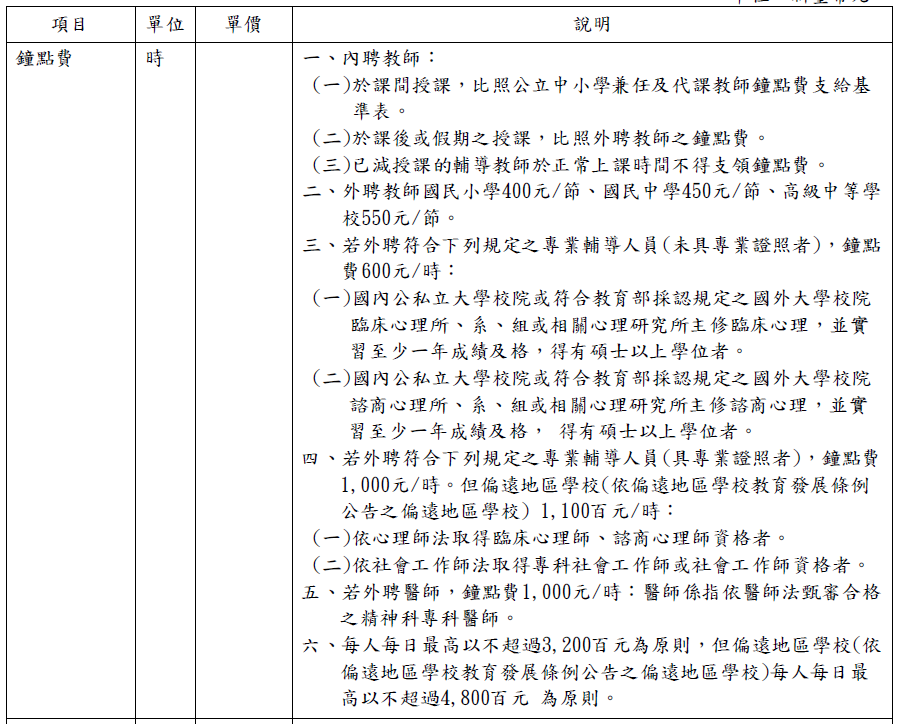 項目 單位 單價 說明
鐘點費 時 一、內聘教師：
(一)於課間授課，比照公立中小學兼任及代課教師鐘點費支給基
準表。
(二)於課後或假期之授課，比照外聘教師之鐘點費。
(三)已減授課的輔導教師於正常上課時間不得支領鐘點費。
二、外聘教師國民小學400元/節、國民中學450元/節、高級中等學
校550元/節。
三、若外聘符合下列規定之專業輔導人員(未具專業證照者)，鐘點
費600元/時：
(一)國內公私立大學校院或符合教育部採認規定之國外大學校院
臨床心理所、系、組或相關心理研究所主修臨床心理，並實
習至少一年成績及格，得有碩士以上學位者。
(二)國內公私立大學校院或符合教育部採認規定之國外大學校院
諮商心理所、系、組或相關心理研究所主修諮商心理，並實
習至少一年成績及格， 得有碩士以上學位者。
四、若外聘符合下列規定之專業輔導人員(具專業證照者)，鐘點費
1,000元/時。但偏遠地區學校(依偏遠地區學校教育發展條例
公告之偏遠地區學校) 1,100百元/時：
(一)依心理師法取得臨床心理師、諮商心理師資格者。
(二)依社會工作師法取得專科社會工作師或社會工作師資格者。
五、若外聘醫師，鐘點費1,000元/時：醫師係指依醫師法甄審合格
之精神科專科醫師。
六、每人每日最高以不超過3,200百元為原則，但偏遠地區學校(依
偏遠地區學校教育發展條例公告之偏遠地區學校)每人每日最
高以不超過4,800百元 為原則。